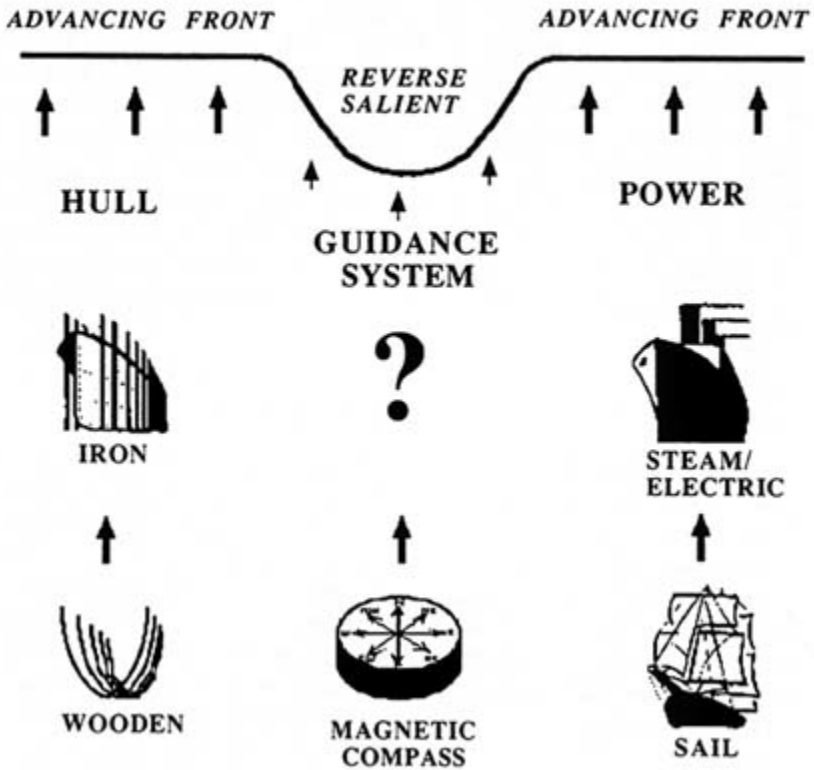 ADVANCING FRONT
ADVANCING FRONT
REVERSE
SALIENT
HULL
POWER
GUIDANCE
SYSTEM
?
IRON
STEAM/
ELECTRIC
WOODEN
MAGNETIC
COMPASS
SAIL